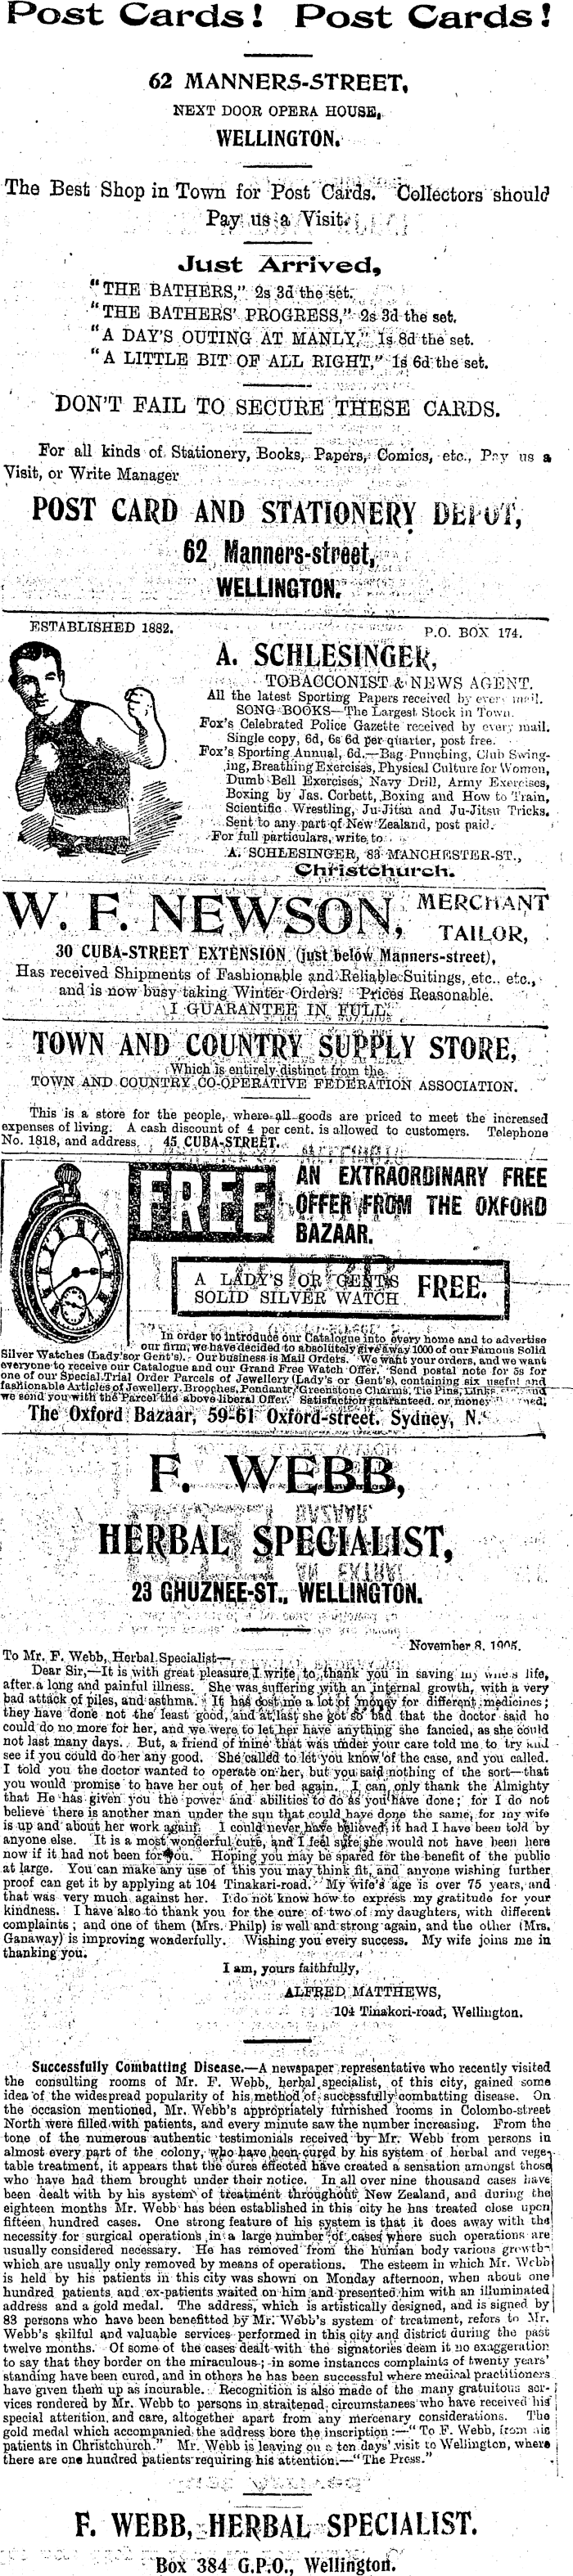 Post Cards! Post Cards!
62 MANNERS-STREET,
NEXT DOOR OPERA HOUSE,
WELLINGTON.
The Best Shop in Town for Post Cards. Collectors should
Pay us a Visit.
Just Arrived,
"THE BATHERS," 2s 3d the set.
"THE BATHERS' PROGRESS," 2s 3d the set.
"A DAY'S OUTING AT MANLY," 1s 8d the set.
"A LITTLE BIT OF ALL RIGHT," 1s 6d the set.
DON'T FAIL TO SECURE THESE CARDS.
For all kinds of Stationery, Books, Papers, Comics, etc., Pay us a
Visit, or Write Manager
POST CARD AND STATIONERY DEPOT,
62 Manners-street,
WELLINGTON.
ESTABLISHED 1882.
P.O. BOX 174.
A. SCHLESINGER,
TOBACCONIST & NEWS AGENT.
All the latest Sporting Papers received by every mail.
SONG BOOKS—The Largest Stock in Town.
Fox's Celebrated Police Gazette received by every mail.
Single copy, 6d, 6s 6d per quarter, post free.
Fox's Sporting Annual, 6d.—Bag Punching, Club Swing-
ing, Breathing Exercises, Physical Culture for Women,
Dumb Bell Exercises, Navy Drill, Army Exercises,
Boxing by Jas. Corbett, Boxing and How to Train,
Scientific Wrestling, Ju-Jitsu and Ju-Jitsu Tricks.
Sent to any part of New Zealand, post paid.
For full particulars, write to
A. SCHLESINGER, 83 MANCHESTER-ST.,
Christchurch.
W. F. NEWSON, MERCHANT
TAILOR,
30 CUBA-STREET EXTENSION (just below Manners-street),
Has received Shipments of Fashionable and Reliable Suitings, etc., etc.,
and is now busy taking Winter Orders. Prices Reasonable.
I GUARANTEE IN FULL.
TOWN AND COUNTRY SUPPLY STORE,
Which is entirely distinct from the
TOWN AND COUNTRY CO-OPERATIVE FEDERATION ASSOCIATION.
This is a store for the people, where all goods are priced to meet the increased
expenses of living. A cash discount of 4 per cent. is allowed to customers. Telephone
No. 1818, and address, 45 CUBA-STREET.
FREE
AN EXTRAORDINARY FREE
OFFER FROM THE OXFORD
BAZAAR.
A LADY'S OR GENT'S
SOLID SILVER WATCH FREE.
In order to introduce our Catalogue into every home and to advertise
our firm, we have decided to absolutely give away 1000 of our Famous Solid
Silver Watches (Lady's or Gent's). Our business is Mail Orders. We want your orders, and we want
everyone to receive our Catalogue and our Grand Free Watch Offer. Send postal note for 5s for
one of our Special Trial Order Parcels of Jewellery (Lady's or Gent's), containing six useful and
fashionable Articles of Jewellery. Brooches, Pendants, Greenstone Charms, Tie Pins, Links
we send you with the Parcel the above liberal Offer. Satisfaction guaranteed, or money
The Oxford Bazaar, 59-61 Oxford-street, Sydney, N.
F. WEBB,
HERBAL SPECIALIST,
23 GHUZNEE-ST., WELLINGTON.
November 8, 1905.
To Mr. F. Webb, Herbal Specialist—
Dear Sir,—It is with great pleasure I write to thank you in saving my wife's life,
after a long and painful illness. She was suffering with an internal growth, with a very
bad attack of piles, and asthma. It has cost me a lot of money for different medicines;
they have done not the least good, and at last she got so bad that the doctor said he
could do no more for her, and we were to let her have anything she fancied, as she could
not last many days. But, a friend of mine that was under your care told me to try and
see if you could do her any good. She called to let you know of the case, and you called.
I told you the doctor wanted to operate on her, but you said nothing of the sort—that
you would promise to have her out of her bed again. I can only thank the Almighty
that He has given you the power and abilities to do as you have done; for I do not
believe there is another man under the sun that could have done the same, for my wife
is up and about her work again. I could never have believed it had I have been told by
anyone else. It is a most wonderful cure, and I feel sure she would not have been here
now if it had not been for you. Hoping you may be spared for the benefit of the public
at large. You can make any use of this you may think fit, and anyone wishing further
proof can get it by applying at 104 Tinakari-road. My wife's age is over 75 years, and
that was very much against her. I do not know how to express my gratitude for your
kindness. I have also to thank you for the cure of two of my daughters, with different
complaints; and one of them (Mrs. Philp) is well and strong again, and the other (Mrs.
Ganaway) is improving wonderfully. Wishing you every success. My wife joins me in
thanking you.
I am, yours faithfully,
ALFRED MATTHEWS,
104 Tinakori-road, Wellington.
Successfully Combatting Disease.—A newspaper representative who recently visited
the consulting rooms of Mr. F. Webb, herbal specialist, of this city, gained some
idea of the widespread popularity of his method of successfully combatting disease. On
the occasion mentioned, Mr. Webb's appropriately furnished rooms in Colombo-street
North were filled with patients, and every minute saw the number increasing. From the
tone of the numerous authentic testimonials received by Mr. Webb from persons in
almost every part of the colony, who have been cured by his system of herbal and vege-
table treatment, it appears that the cures effected have created a sensation amongst those
who have had them brought under their notice. In all over nine thousand cases have
been dealt with by his system of treatment throughout New Zealand, and during the
eighteen months Mr. Webb has been established in this city he has treated close upon
fifteen hundred cases. One strong feature of his system is that it does away with the
necessity for surgical operations in a large number of cases where such operations are
usually considered necessary. He has removed from the human body various growths
which are usually only removed by means of operations. The esteem in which Mr. Webb
is held by his patients in this city was shown on Monday afternoon, when about one
hundred patients and ex-patients waited on him and presented him with an illuminated
address and a gold medal. The address, which is artistically designed, and is signed by
83 persons who have been benefitted by Mr. Webb's system of treatment, refers to Mr.
Webb's skilful and valuable services performed in this city and district during the past
twelve months. Of some of the cases dealt with the signatories deem it no exaggeration
to say that they border on the miraculous; in some instances complaints of twenty years'
standing have been cured, and in others he has been successful where medical practitioners
have given them up as incurable. Recognition is also made of the many gratuitous ser-
vices rendered by Mr. Webb to persons in straitened circumstances who have received his
special attention and care, altogether apart from any mercenary considerations. The
gold medal which accompanied the address bore the inscription:—"To F. Webb, from his
patients in Christchurch." Mr. Webb is leaving on a ten days' visit to Wellington, where
there are one hundred patients requiring his attention.—"The Press."
F. WEBB, HERBAL SPECIALIST.
Box 384 G.P.O., Wellington.